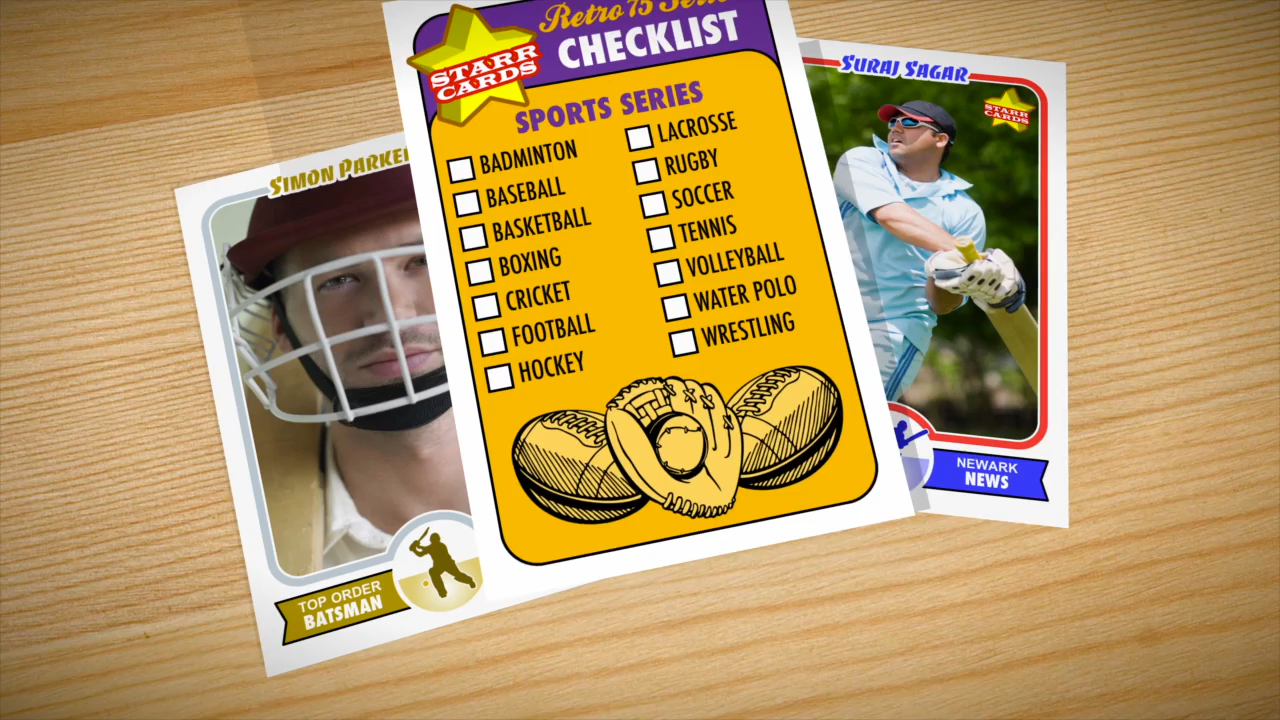 Retro 75
CHECKLIST
STARR
CARDS
SPORTS SERIES
BADMINTON
BASEBALL
BASKETBALL
BOXING
CRICKET
FOOTBALL
HOCKEY
LACROSSE
RUGBY
SOCCER
TENNIS
VOLLEYBALL
WATER POLO
WRESTLING
SIMON PARKER
TOP ORDER
BATSMAN
SURAJ SAGAR
STARR
CARDS
NEWARK
NEWS